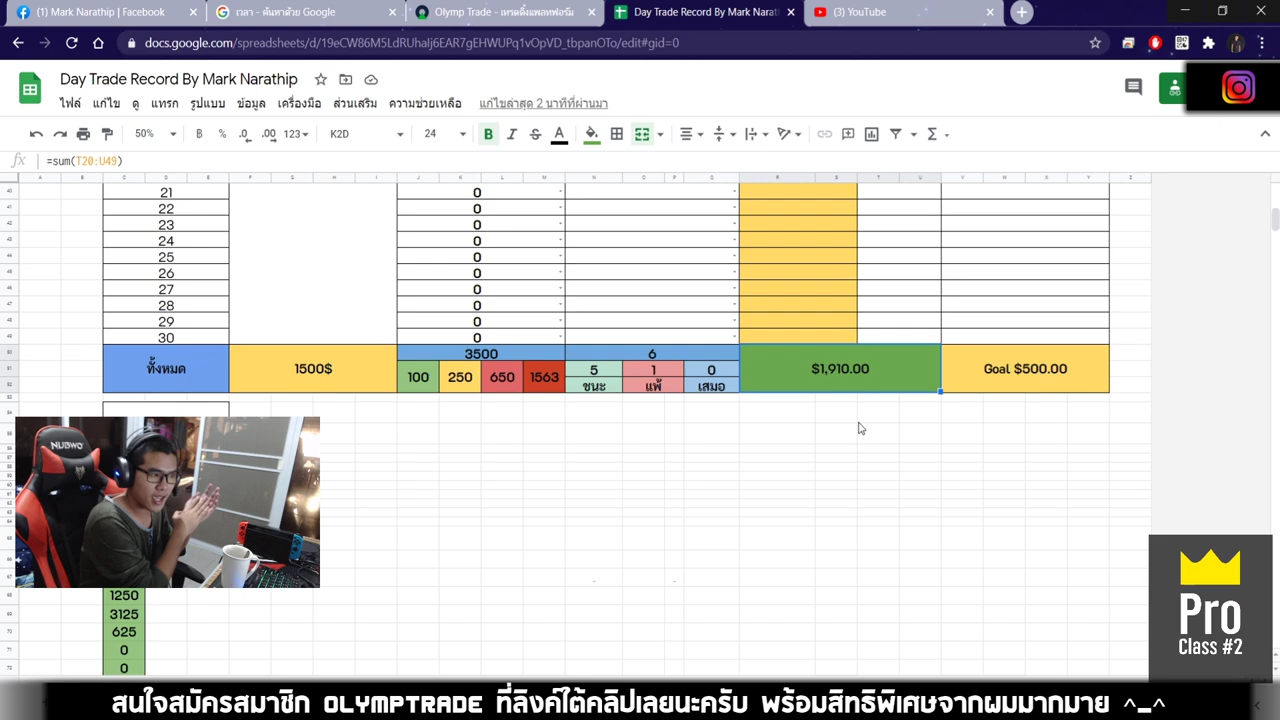 Mark Narathip | Facebook
เวลา - ค้นหาด้วย Google
Olymp Trade - เทรดดิ้งแพลทฟอร์ม
Day Trade Record By Mark Narath
(3) YouTube
docs.google.com/spreadsheets/d/19eCW86M5LdRUhaIj6EAR7gEHWUPq1vOpVD_tbpanOTo/edit#gid=0
Day Trade Record By Mark Narathip
ไฟล์ แก้ไข ดู แทรก รูปแบบ ข้อมูล เครื่องมือ ส่วนเสริม ความช่วยเหลือ แก้ไขล่าสุด 2 นาทีที่ผ่านมา
50% ฿ % .0 .00 123 K2D 24 B I S A Σ
fx =sum(T20:U49)
21 0
22 0
23 0
24 0
25 0
26 0
27 0
28 0
29 0
30 0
ทั้งหมด 1500$ 3500 6 $1,910.00 Goal $500.00
100 250 650 1563 5 1 0
ชนะ แพ้ เสมอ
NUBWO
1250
3125
625
0
0
Pro
Class #2
สนใจสมัครสมาชิก OLYMPTRADE ที่ลิงค์ใต้คลิปเลยนะครับ พร้อมสิทธิพิเศษจากผมมากมาย ^_^